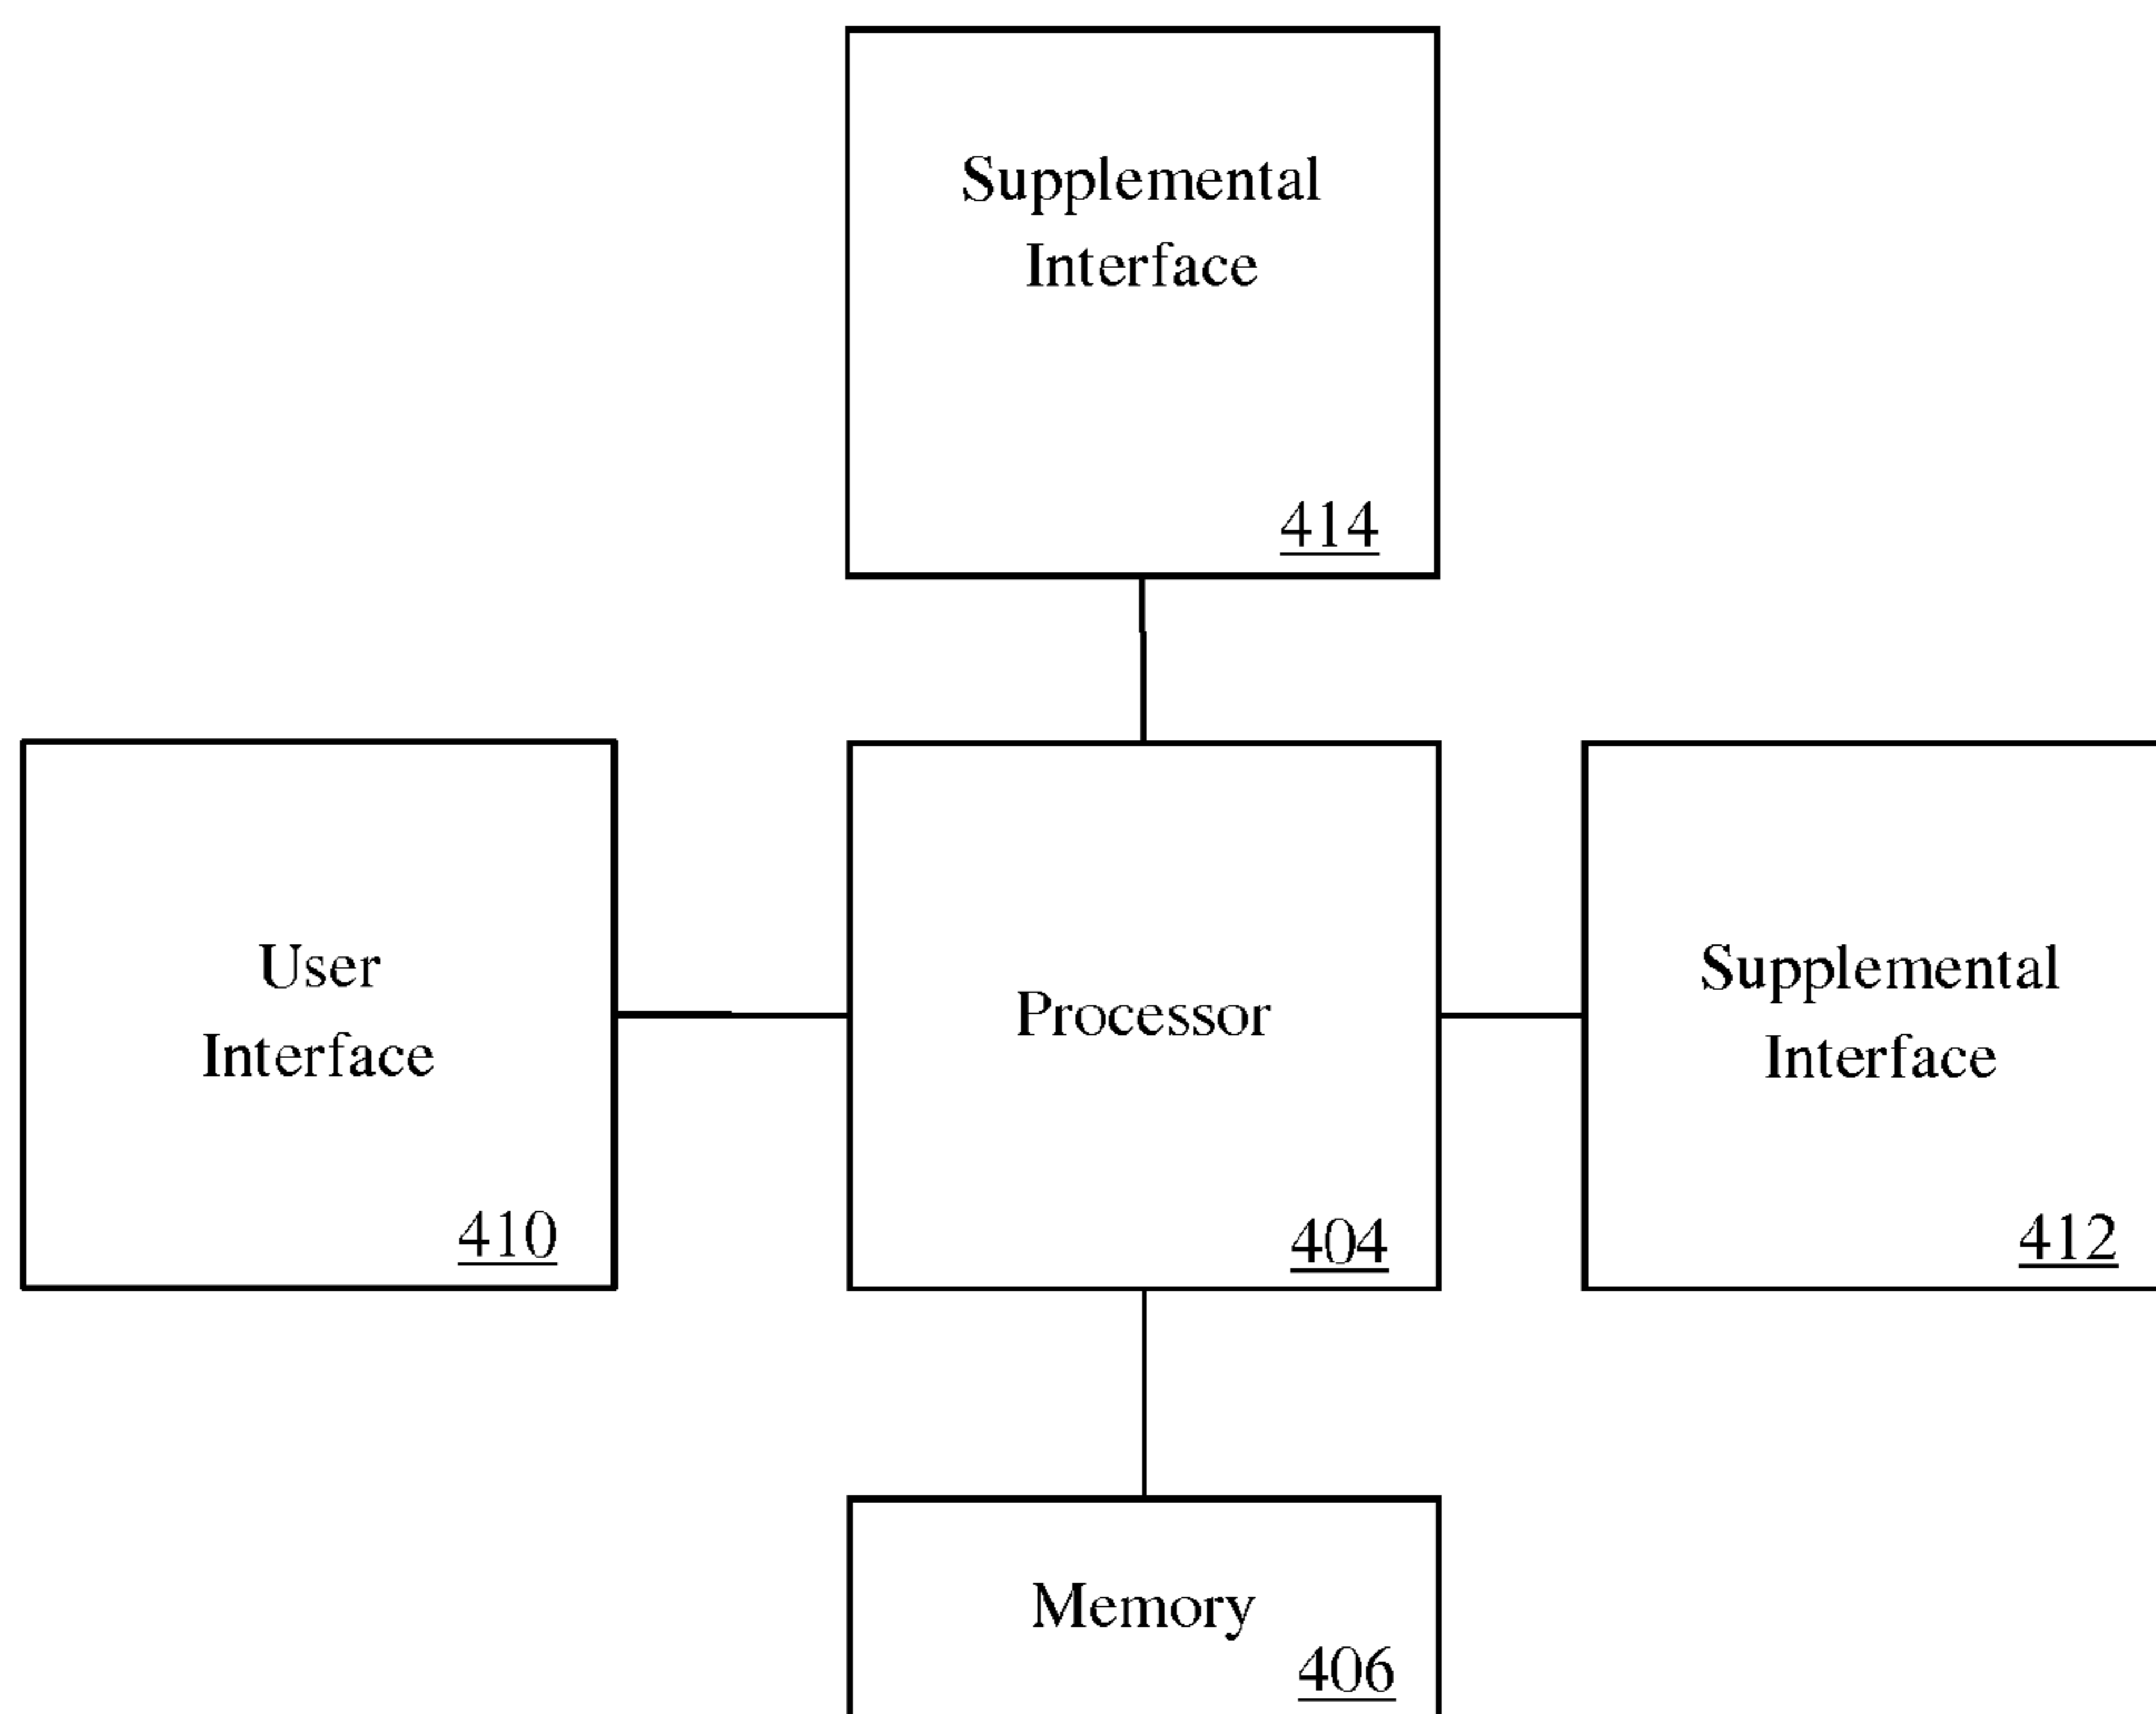 Supplemental
Interface
414
User
Interface
410
Processor
404
Supplemental
Interface
412
Memory
406